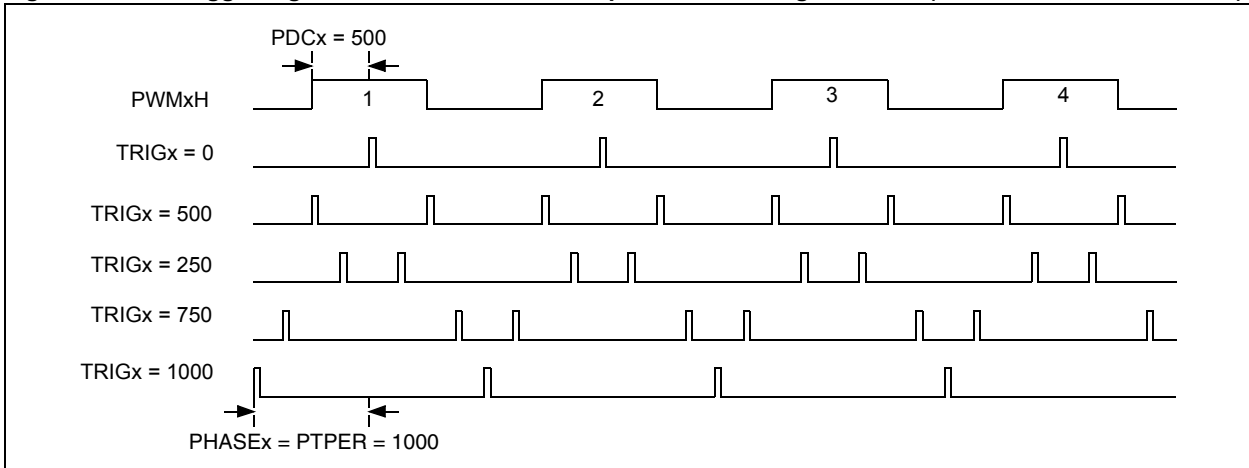 PDCx = 500
PWMxH
1
2
3
4
TRIGx = 0
TRIGx = 500
TRIGx = 250
TRIGx = 750
TRIGx = 1000
PHASEx = PTPER = 1000